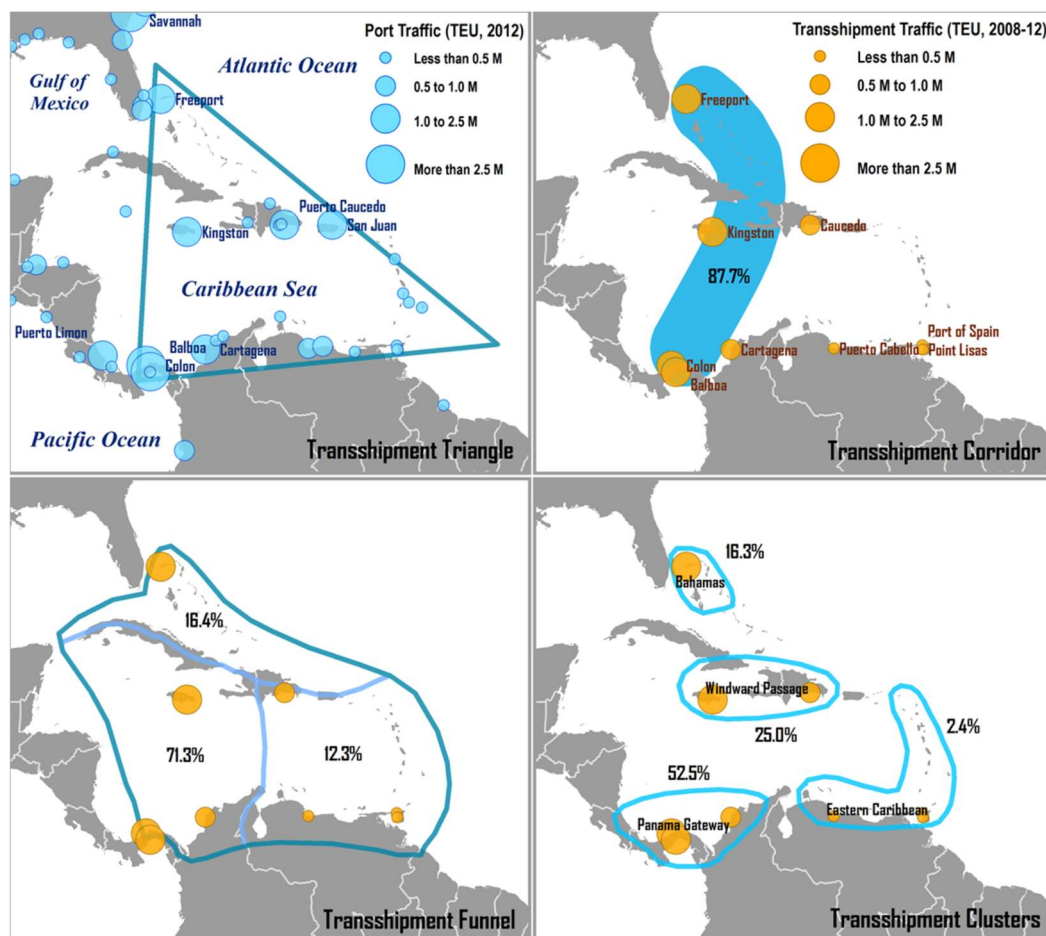 Savannah
Port Traffic (TEU, 2012)
Less than 0.5 M
0.5 to 1.0 M
1.0 to 2.5 M
More than 2.5 M
Atlantic Ocean
Gulf of
Mexico
Freeport
Puerto Caucedo
San Juan
Kingston
Caribbean Sea
Puerto Limon
Balboa
Cartagena
Colon
Pacific Ocean
Transshipment Triangle
Transshipment Traffic (TEU, 2008-12)
Less than 0.5 M
0.5 M to 1.0 M
1.0 M to 2.5 M
More than 2.5 M
Freeport
Kingston
Caucedo
87.7%
Port of Spain
Cartagena
Puerto Cabello
Point Lisas
Colon
Balboa
Transshipment Corridor
16.4%
71.3%
12.3%
Transshipment Funnel
16.3%
Bahamas
Windward Passage
25.0%
2.4%
52.5%
Eastern Caribbean
Panama Gateway
Transshipment Clusters